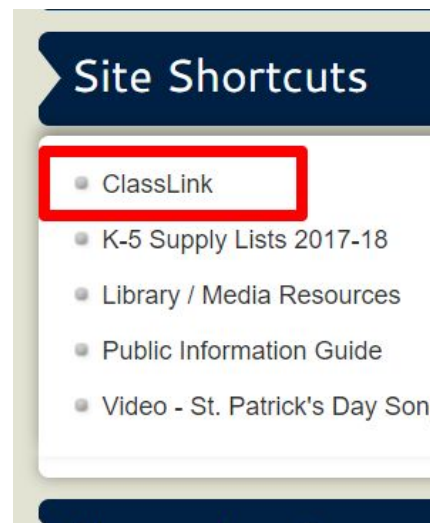 Site Shortcuts
ClassLink
K-5 Supply Lists 2017-18
Library / Media Resources
Public Information Guide
Video - St. Patrick's Day Son